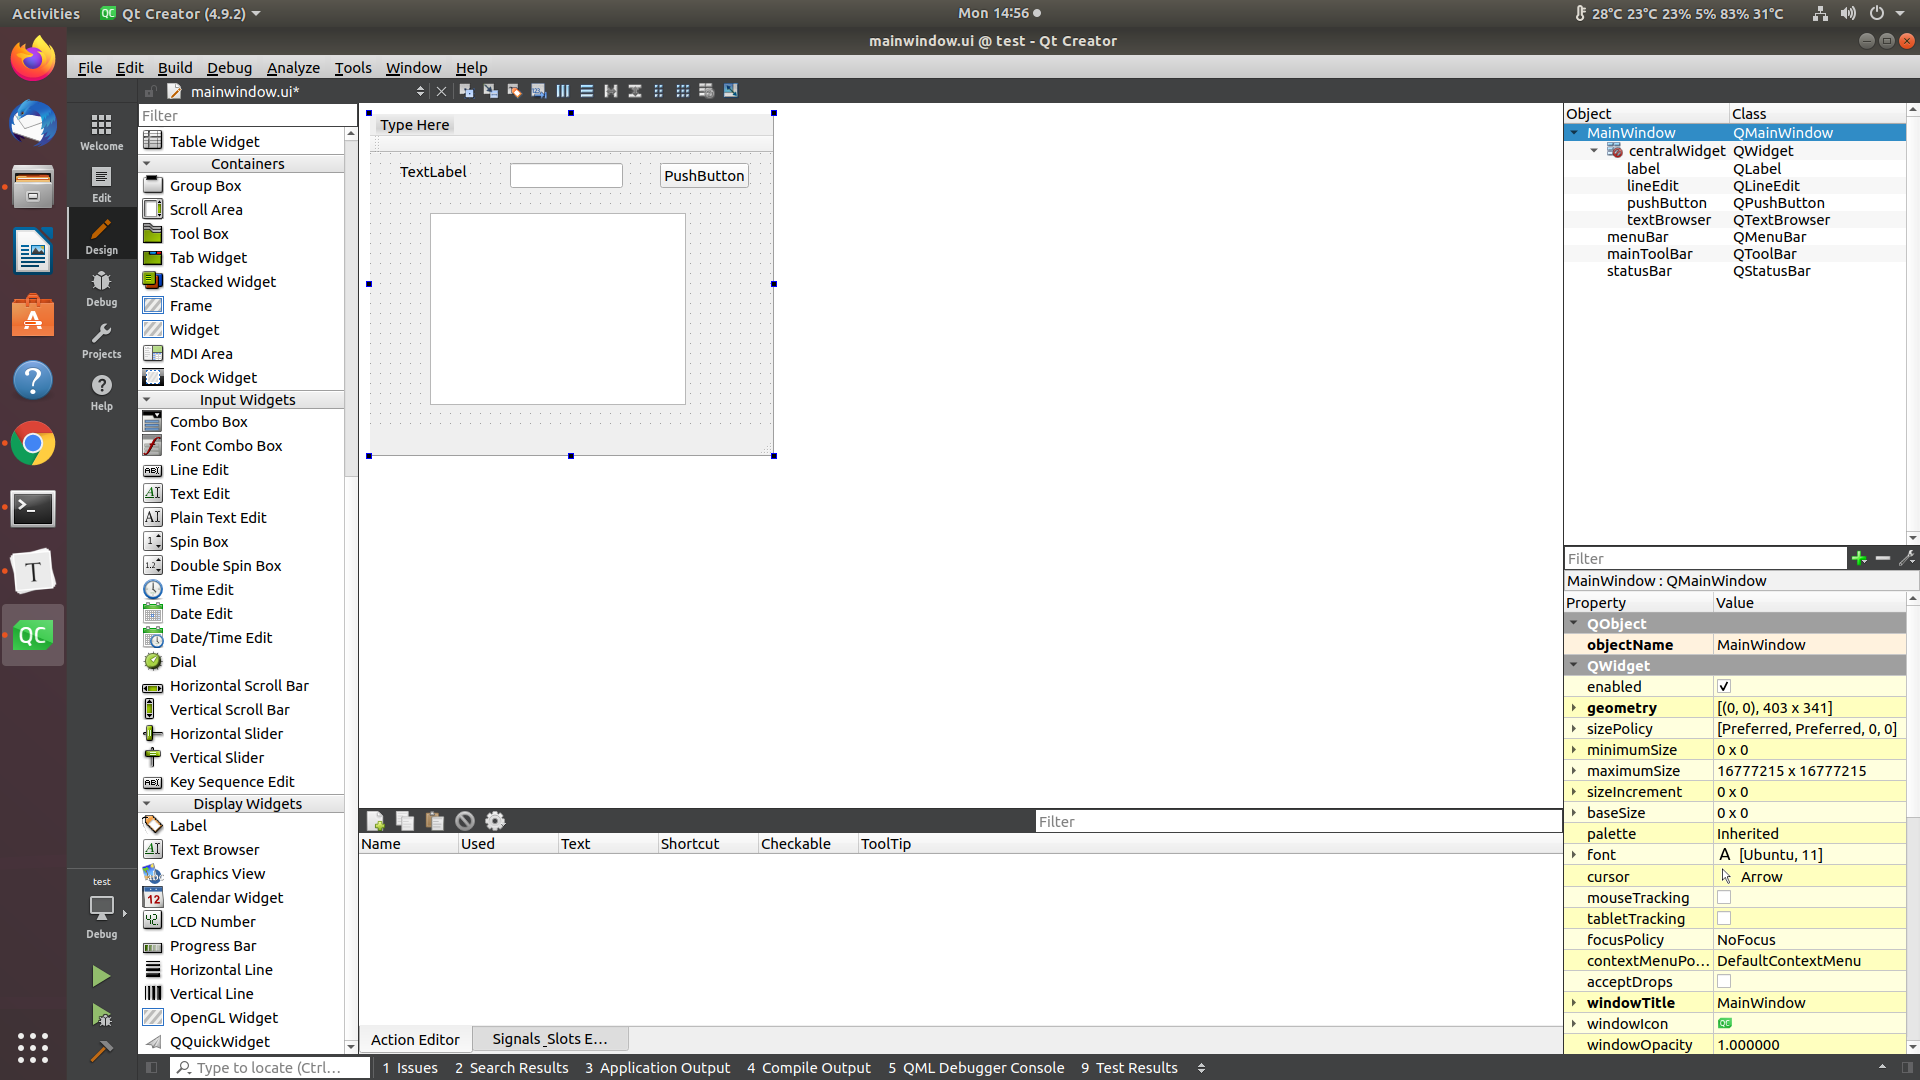 Activities
Qt Creator (4.9.2)
Mon 14:56
28°C 23°C 23% 5% 83% 31°C
mainwindow.ui @ test - Qt Creator
File Edit Build Debug Analyze Tools Window Help
mainwindow.ui*
Welcome
Edit
Design
Debug
Projects
Help
test
Debug
Filter
Table Widget
Containers
Group Box
Scroll Area
Tool Box
Tab Widget
Stacked Widget
Frame
Widget
MDI Area
Dock Widget
Input Widgets
Combo Box
Font Combo Box
Line Edit
Text Edit
Plain Text Edit
Spin Box
Double Spin Box
Time Edit
Date Edit
Date/Time Edit
Dial
Horizontal Scroll Bar
Vertical Scroll Bar
Horizontal Slider
Vertical Slider
Key Sequence Edit
Display Widgets
Label
Text Browser
Graphics View
Calendar Widget
LCD Number
Progress Bar
Horizontal Line
Vertical Line
OpenGL Widget
QQuickWidget
Type Here
TextLabel
PushButton
Filter
Name Used Text Shortcut Checkable ToolTip
Action Editor
Signals_Slots E...
Object Class
MainWindow QMainWindow
centralWidget QWidget
label QLabel
lineEdit QLineEdit
pushButton QPushButton
textBrowser QTextBrowser
menuBar QMenuBar
mainToolBar QToolBar
statusBar QStatusBar
Filter
MainWindow : QMainWindow
Property Value
QObject
objectName MainWindow
QWidget
enabled
geometry [(0, 0), 403 x 341]
sizePolicy [Preferred, Preferred, 0, 0]
minimumSize 0 x 0
maximumSize 16777215 x 16777215
sizeIncrement 0 x 0
baseSize 0 x 0
palette Inherited
font A [Ubuntu, 11]
cursor Arrow
mouseTracking
tabletTracking
focusPolicy NoFocus
contextMenuPo... DefaultContextMenu
acceptDrops
windowTitle MainWindow
windowIcon
windowOpacity 1.000000
Type to locate (Ctrl...
1 Issues
2 Search Results
3 Application Output
4 Compile Output
5 QML Debugger Console
9 Test Results